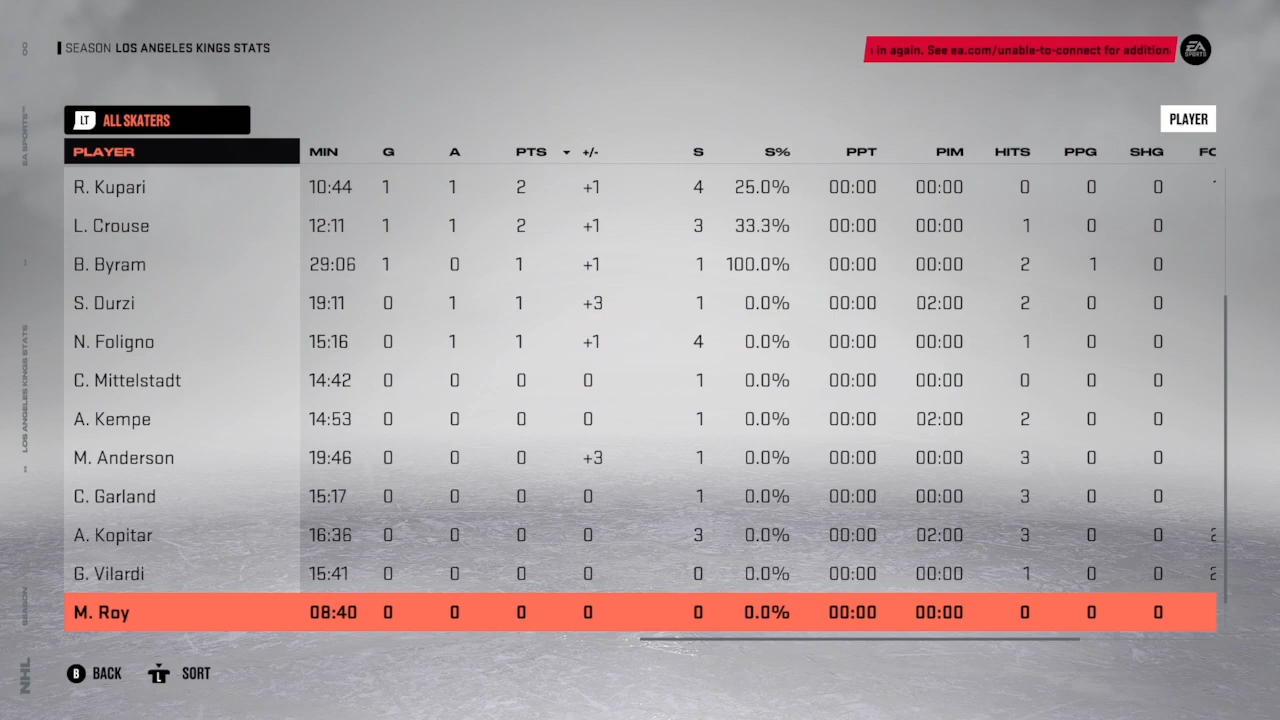 SEASON LOS ANGELES KINGS STATS
in again. See ea.com/unable-to-connect for addition
EA SPORTS
LT ALL SKATERS
PLAYER
PLAYER MIN G A PTS +/- S S% PPT PIM HITS PPG SHG
R. Kupari 10:44 1 1 2 +1 4 25.0% 00:00 00:00 0 0 0
L. Crouse 12:11 1 1 2 +1 3 33.3% 00:00 00:00 1 0 0
B. Byram 29:06 1 0 1 +1 1 100.0% 00:00 00:00 2 1 0
S. Durzi 19:11 0 1 1 +3 1 0.0% 00:00 02:00 2 0 0
N. Foligno 15:16 0 1 1 +1 4 0.0% 00:00 00:00 1 0 0
C. Mittelstadt 14:42 0 0 0 0 1 0.0% 00:00 00:00 0 0 0
A. Kempe 14:53 0 0 0 0 1 0.0% 00:00 02:00 2 0 0
M. Anderson 19:46 0 0 0 +3 1 0.0% 00:00 00:00 3 0 0
C. Garland 15:17 0 0 0 0 1 0.0% 00:00 00:00 3 0 0
A. Kopitar 16:36 0 0 0 0 3 0.0% 00:00 02:00 3 0 0
G. Vilardi 15:41 0 0 0 0 0 0.0% 00:00 00:00 1 0 0
M. Roy 08:40 0 0 0 0 0 0.0% 00:00 00:00 0 0 0
B BACK L SORT
EA SPORTS™
LOS ANGELES KINGS STATS
SEASON
NHL